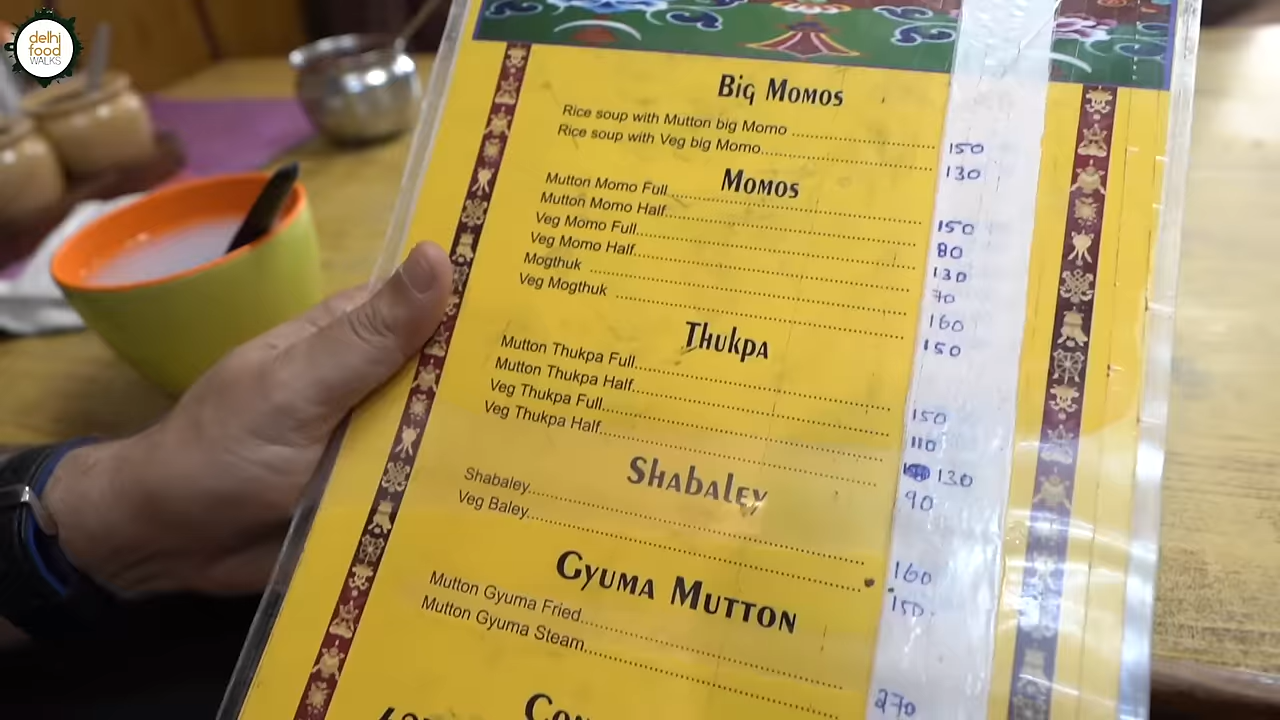 delhi
food
WALKS
Big Momos
Rice soup with Mutton big Momo ........ 150
Rice soup with Veg big Momo........ 130
Momos
Mutton Momo Full........ 150
Mutton Momo Half........ 80
Veg Momo Full........ 130
Veg Momo Half........ 70
Mogthuk ........ 160
Veg Mogthuk ........ 150
Thukpa
Mutton Thukpa Full........ 150
Mutton Thukpa Half........ 110
Veg Thukpa Full........ 130
Veg Thukpa Half........ 90
Shabaley
Shabaley........ 160
Veg Baley........ 150
Gyuma Mutton
Mutton Gyuma Fried........ 270
Mutton Gyuma Steam........